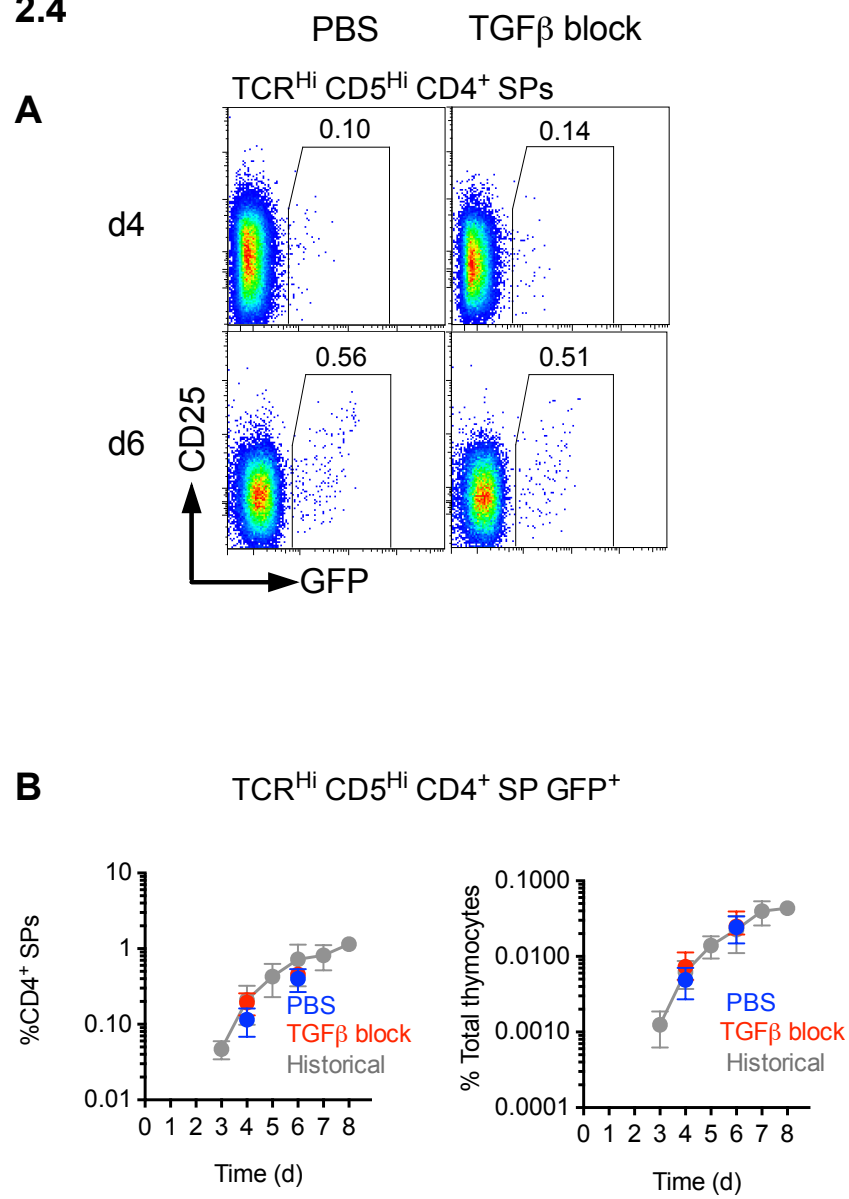 2.4
PBS TGFβ block
A
TCR^Hi CD5^Hi CD4^+ SPs
0.10 0.14
d4
0.56 0.51
d6
CD25
GFP
B
TCR^Hi CD5^Hi CD4^+ SP GFP^+
%CD4^+ SPs
10
1
0.10
0.01
0 1 2 3 4 5 6 7 8
Time (d)
PBS
TGFβ block
Historical
% Total thymocytes
0.1000
0.0100
0.0010
0.0001
0 1 2 3 4 5 6 7 8
Time (d)
PBS
TGFβ block
Historical